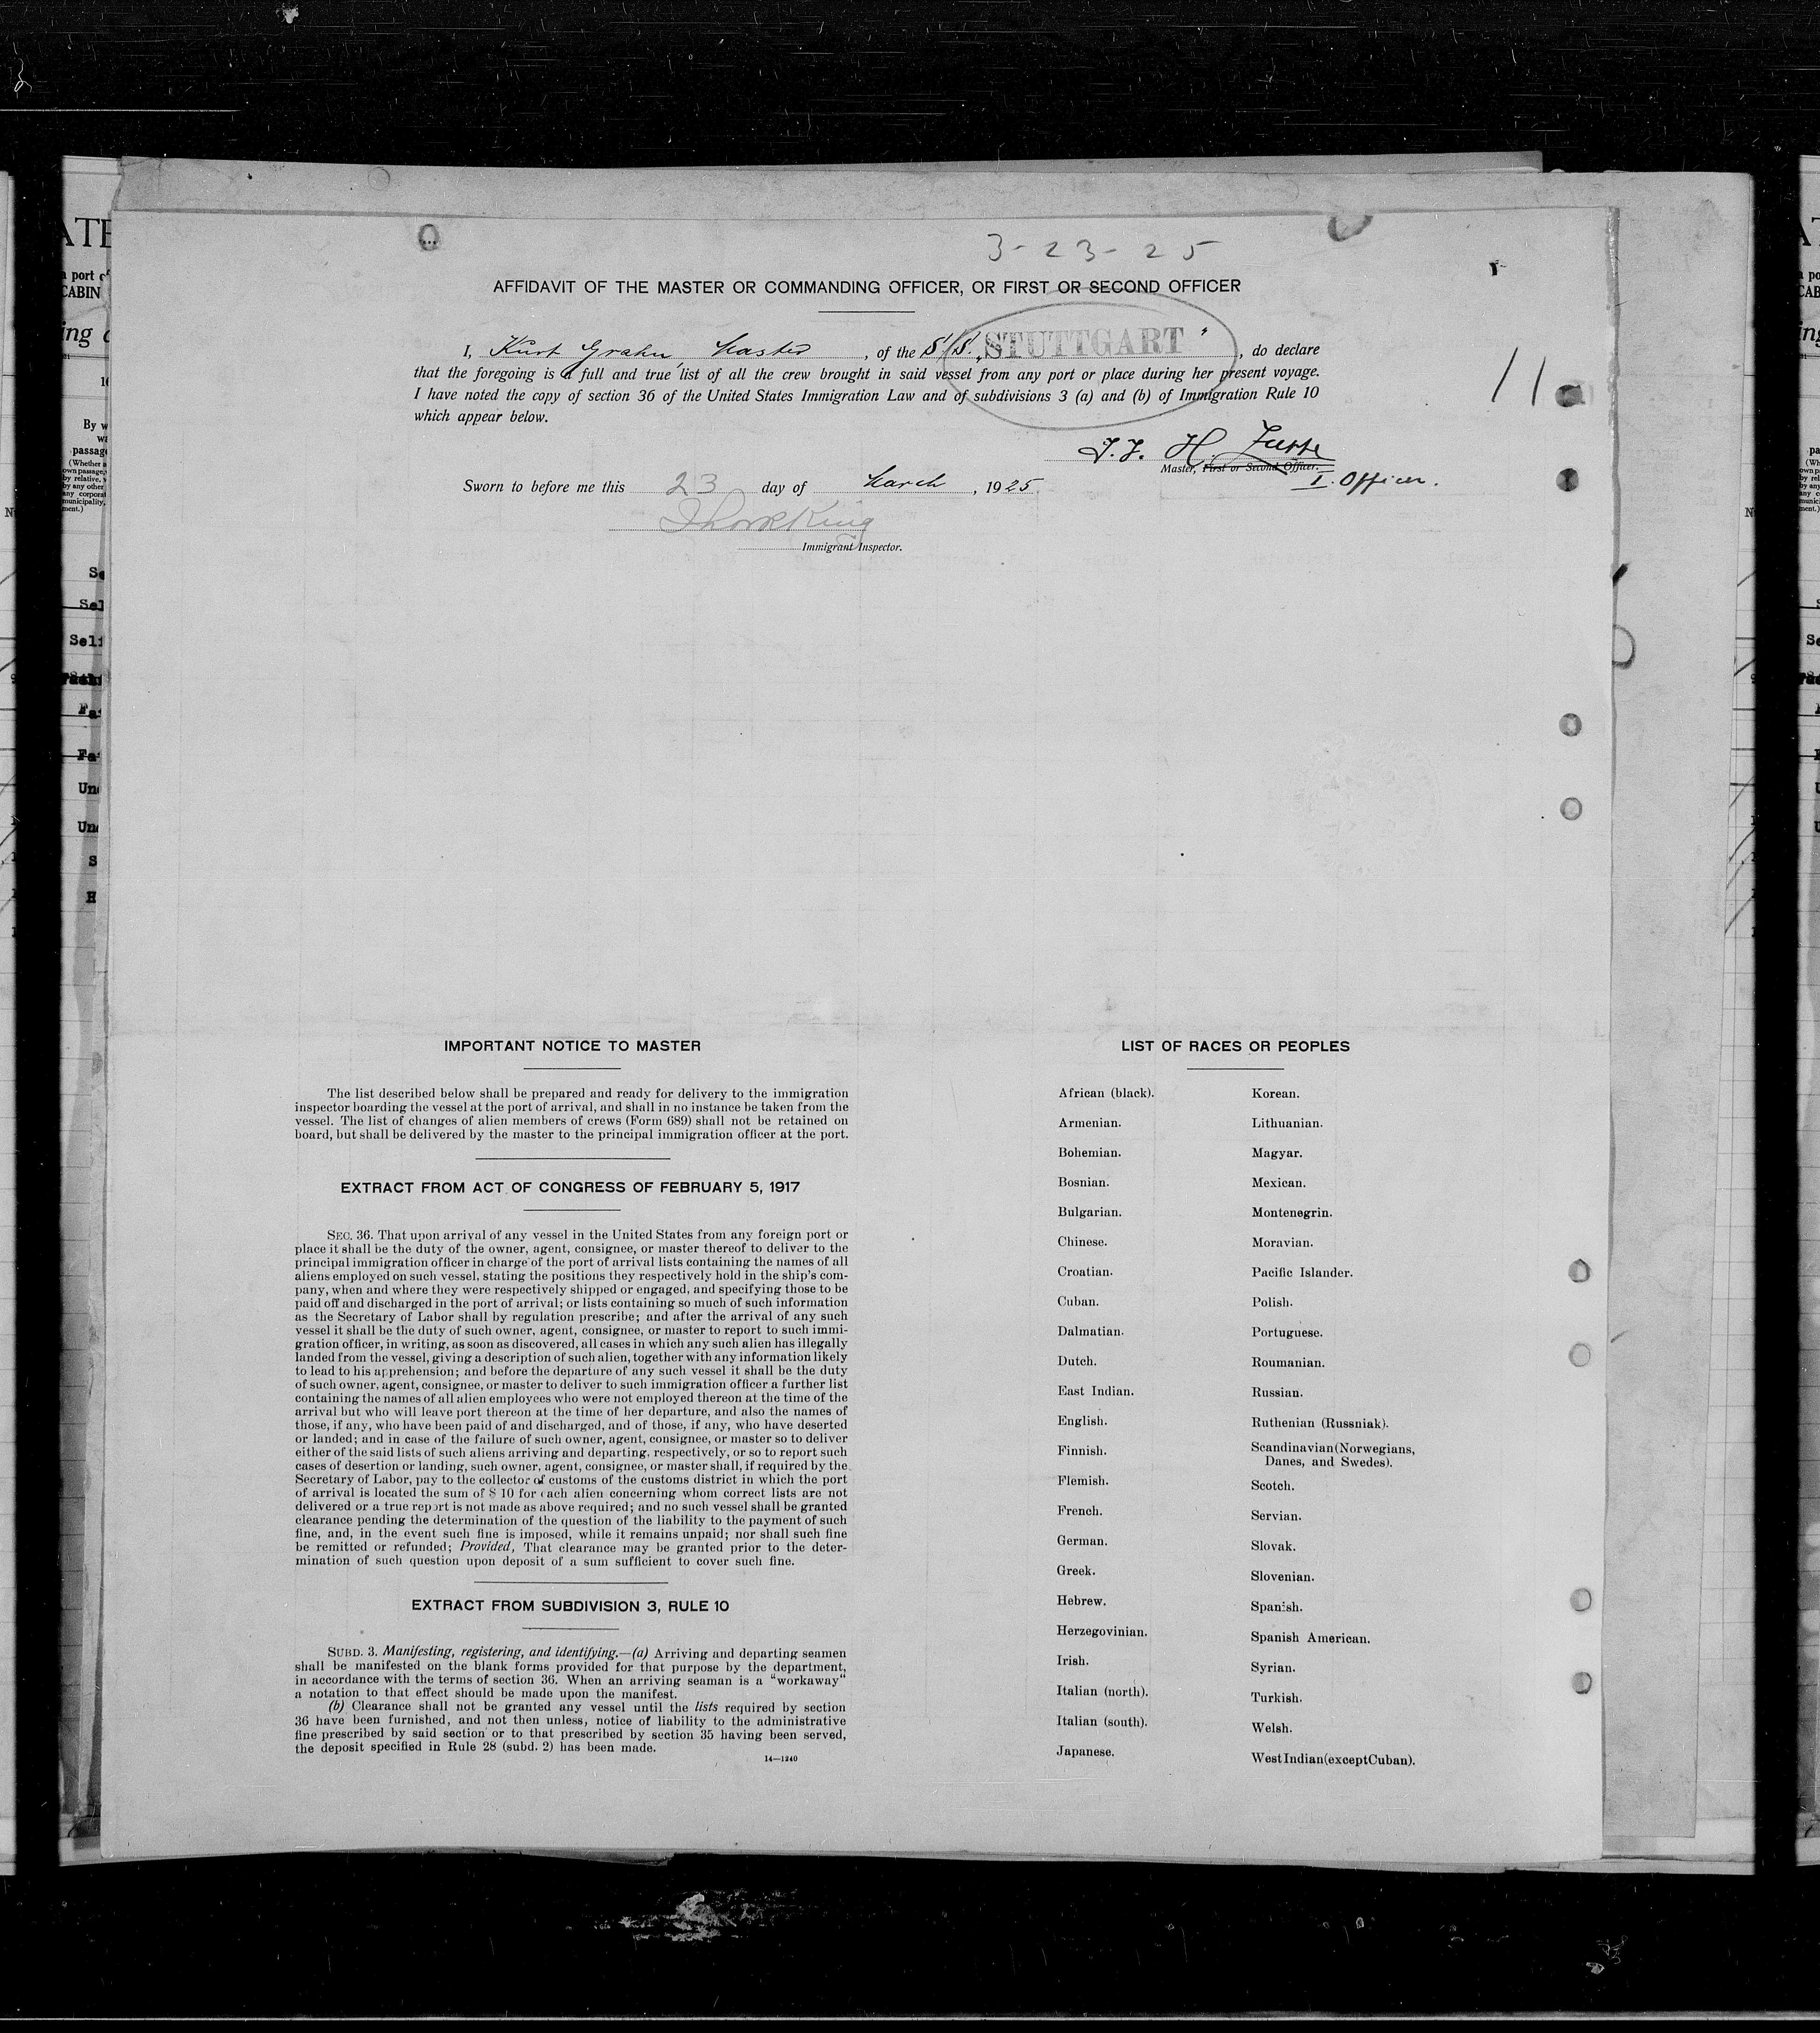 3-23-25
AFFIDAVIT OF THE MASTER OR COMMANDING OFFICER, OR FIRST OR SECOND OFFICER
I, Kurt Grahn, Master, of the S/S. „STUTTGART", do declare
that the foregoing is a full and true list of all the crew brought in said vessel from any port or place during her present voyage.
I have noted the copy of section 36 of the United States Immigration Law and of subdivisions 3 (a) and (b) of Immigration Rule 10
which appear below.
11
H.
Master, First or Second Officer.
I. Officer.
Sworn to before me this 23 day of March, 1925.
King
Immigrant Inspector.
IMPORTANT NOTICE TO MASTER
The list described below shall be prepared and ready for delivery to the immigration
inspector boarding the vessel at the port of arrival, and shall in no instance be taken from the
vessel. The list of changes of alien members of crews (Form 689) shall not be retained on
board, but shall be delivered by the master to the principal immigration officer at the port.
EXTRACT FROM ACT OF CONGRESS OF FEBRUARY 5, 1917
SEC. 36. That upon arrival of any vessel in the United States from any foreign port or
place it shall be the duty of the owner, agent, consignee, or master thereof to deliver to the
principal immigration officer in charge of the port of arrival lists containing the names of all
aliens employed on such vessel, stating the positions they respectively hold in the ship's com-
pany, when and where they were respectively shipped or engaged, and specifying those to be
paid off and discharged in the port of arrival; or lists containing so much of such information
as the Secretary of Labor shall by regulation prescribe; and after the arrival of any such
vessel it shall be the duty of such owner, agent, consignee, or master to report to such immi-
gration officer, in writing, as soon as discovered, all cases in which any such alien has illegally
landed from the vessel, giving a description of such alien, together with any information likely
to lead to his apprehension; and before the departure of any such vessel it shall be the duty
of such owner, agent, consignee, or master to deliver to such immigration officer a further list
containing the names of all alien employees who were not employed thereon at the time of the
arrival but who will leave port thereon at the time of her departure, and also the names of
those, if any, who have been paid of and discharged, and of those, if any, who have deserted
or landed; and in case of the failure of such owner, agent, consignee, or master so to deliver
either of the said lists of such aliens arriving and departing, respectively, or so to report such
cases of desertion or landing, such owner, agent, consignee, or master shall, if required by the
Secretary of Labor, pay to the collector of customs of the customs district in which the port
of arrival is located the sum of $ 10 for each alien concerning whom correct lists are not
delivered or a true report is not made as above required; and no such vessel shall be granted
clearance pending the determination of the question of the liability to the payment of such
fine, and, in the event such fine is imposed, while it remains unpaid; nor shall such fine
be remitted or refunded; Provided, That clearance may be granted prior to the deter-
mination of such question upon deposit of a sum sufficient to cover such fine.
EXTRACT FROM SUBDIVISION 3, RULE 10
SUBD. 3. Manifesting, registering, and identifying.—(a) Arriving and departing seamen
shall be manifested on the blank forms provided for that purpose by the department,
in accordance with the terms of section 36. When an arriving seaman is a "workaway"
a notation to that effect should be made upon the manifest.
(b) Clearance shall not be granted any vessel until the lists required by section
36 have been furnished, and not then unless, notice of liability to the administrative
fine prescribed by said section or to that prescribed by section 35 having been served,
the deposit specified in Rule 28 (subd. 2) has been made.
14—1240
LIST OF RACES OR PEOPLES
African (black).
Armenian.
Bohemian.
Bosnian.
Bulgarian.
Chinese.
Croatian.
Cuban.
Dalmatian.
Dutch.
East Indian.
English.
Finnish.
Flemish.
French.
German.
Greek.
Hebrew.
Herzegovinian.
Irish.
Italian (north).
Italian (south).
Japanese.
Korean.
Lithuanian.
Magyar.
Mexican.
Montenegrin.
Moravian.
Pacific Islander.
Polish.
Portuguese.
Roumanian.
Russian.
Ruthenian (Russniak).
Scandinavian (Norwegians,
Danes, and Swedes).
Scotch.
Servian.
Slovak.
Slovenian.
Spanish.
Spanish American.
Syrian.
Turkish.
Welsh.
West Indian (except Cuban).